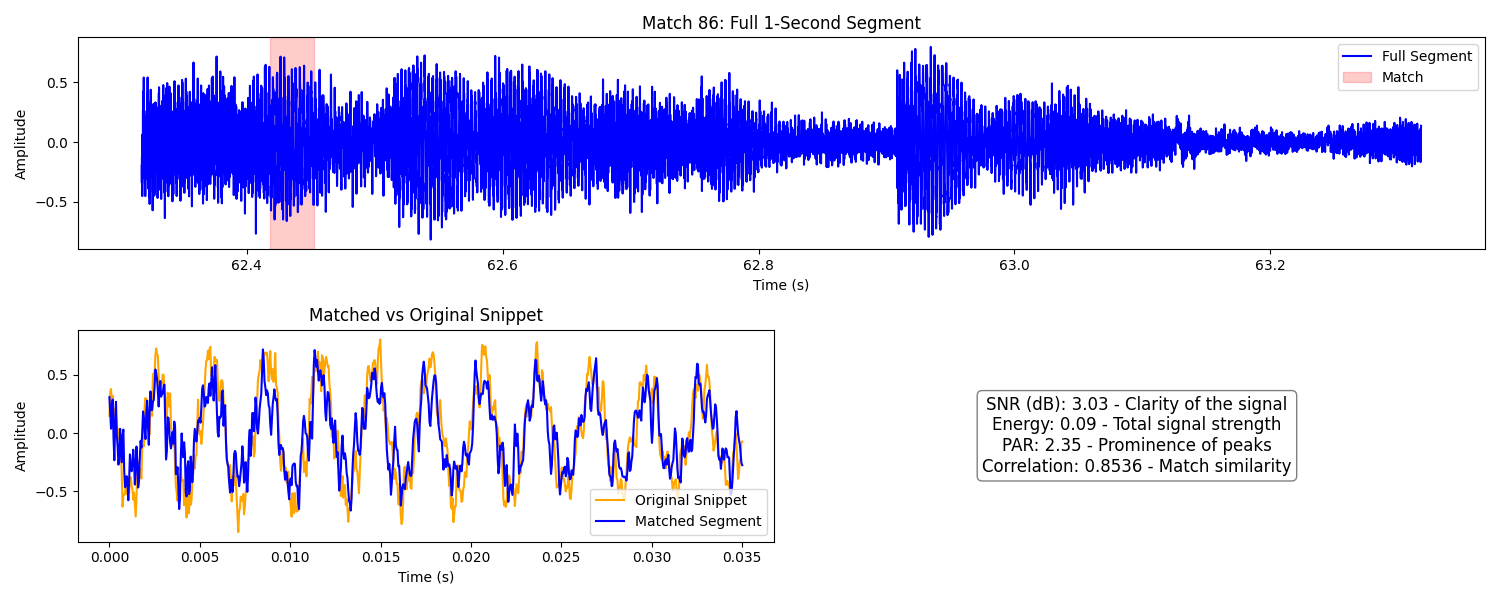 Match 86: Full 1-Second Segment
Amplitude
0.5
0.0
−0.5
Full Segment
Match
62.4 62.6 62.8 63.0 63.2
Time (s)
Matched vs Original Snippet
Amplitude
0.5
0.0
−0.5
Original Snippet
Matched Segment
0.000 0.005 0.010 0.015 0.020 0.025 0.030 0.035
Time (s)
SNR (dB): 3.03 - Clarity of the signal
Energy: 0.09 - Total signal strength
PAR: 2.35 - Prominence of peaks
Correlation: 0.8536 - Match similarity